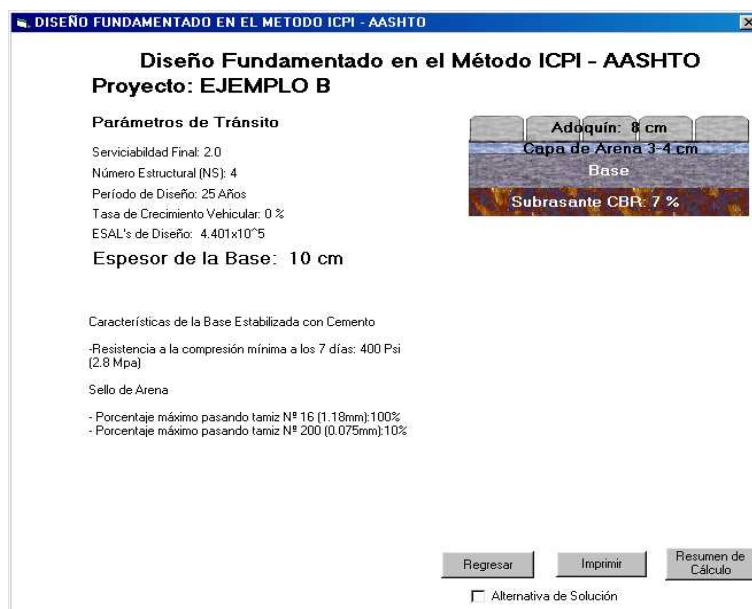 DISEÑO FUNDAMENTADO EN EL METODO ICPI - AASHTO
Diseño Fundamentado en el Método ICPI - AASHTO
Proyecto: EJEMPLO B
Parámetros de Tránsito
Serviciabildad Final: 2.0
Número Estructural (NS): 4
Período de Diseño: 25 Años
Tasa de Crecimiento Vehicular: 0 %
ESAL's de Diseño: 4.401x10^5
Espesor de la Base: 10 cm
Adoquín: 8 cm
Capa de Arena 3-4 cm
Base
Subrasante CBR: 7 %
Características de la Base Estabilizada con Cemento
-Resistencia a la compresión mínima a los 7 días: 400 Psi
(2.8 Mpa)
Sello de Arena
- Porcentaje máximo pasando tamiz Nº 16 (1.18mm):100%
- Porcentaje máximo pasando tamiz Nº 200 (0.075mm):10%
Regresar
Imprimir
Resumen de
Cálculo
Alternativa de Solución